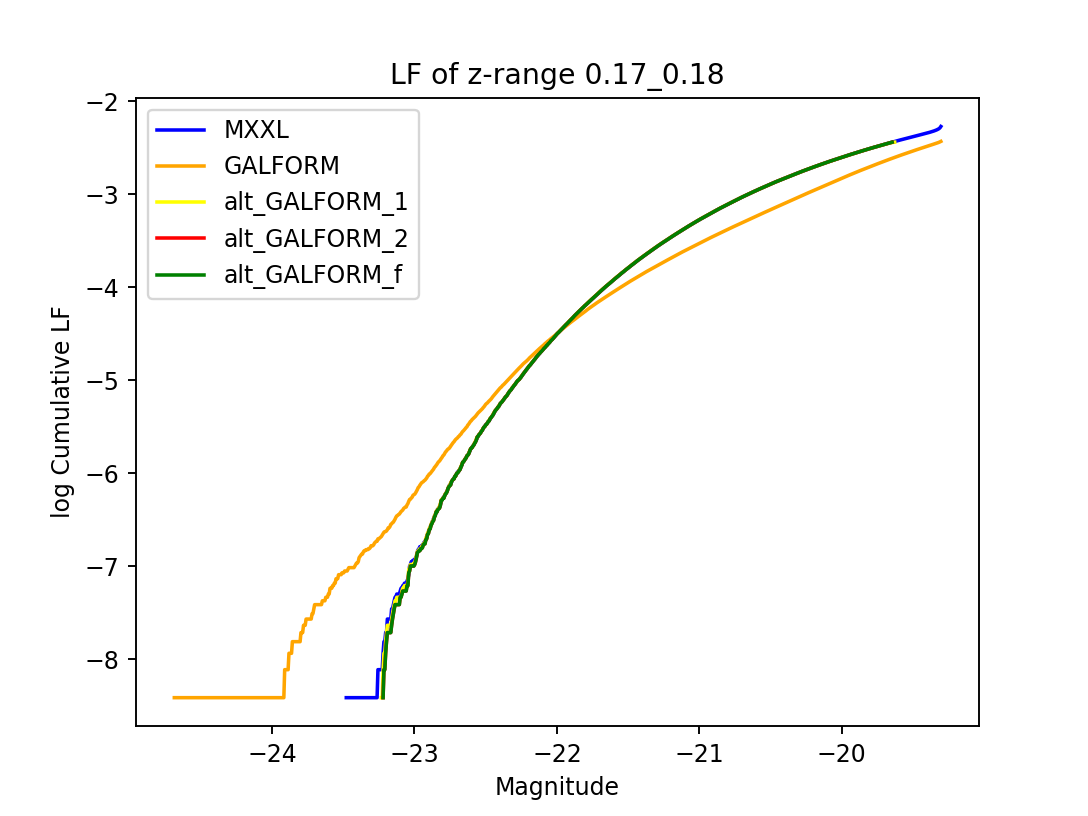 LF of z-range 0.17_0.18
MXXL
GALFORM
alt_GALFORM_1
alt_GALFORM_2
alt_GALFORM_f
log Cumulative LF
−2
−3
−4
−5
−6
−7
−8
−24
−23
−22
−21
−20
Magnitude